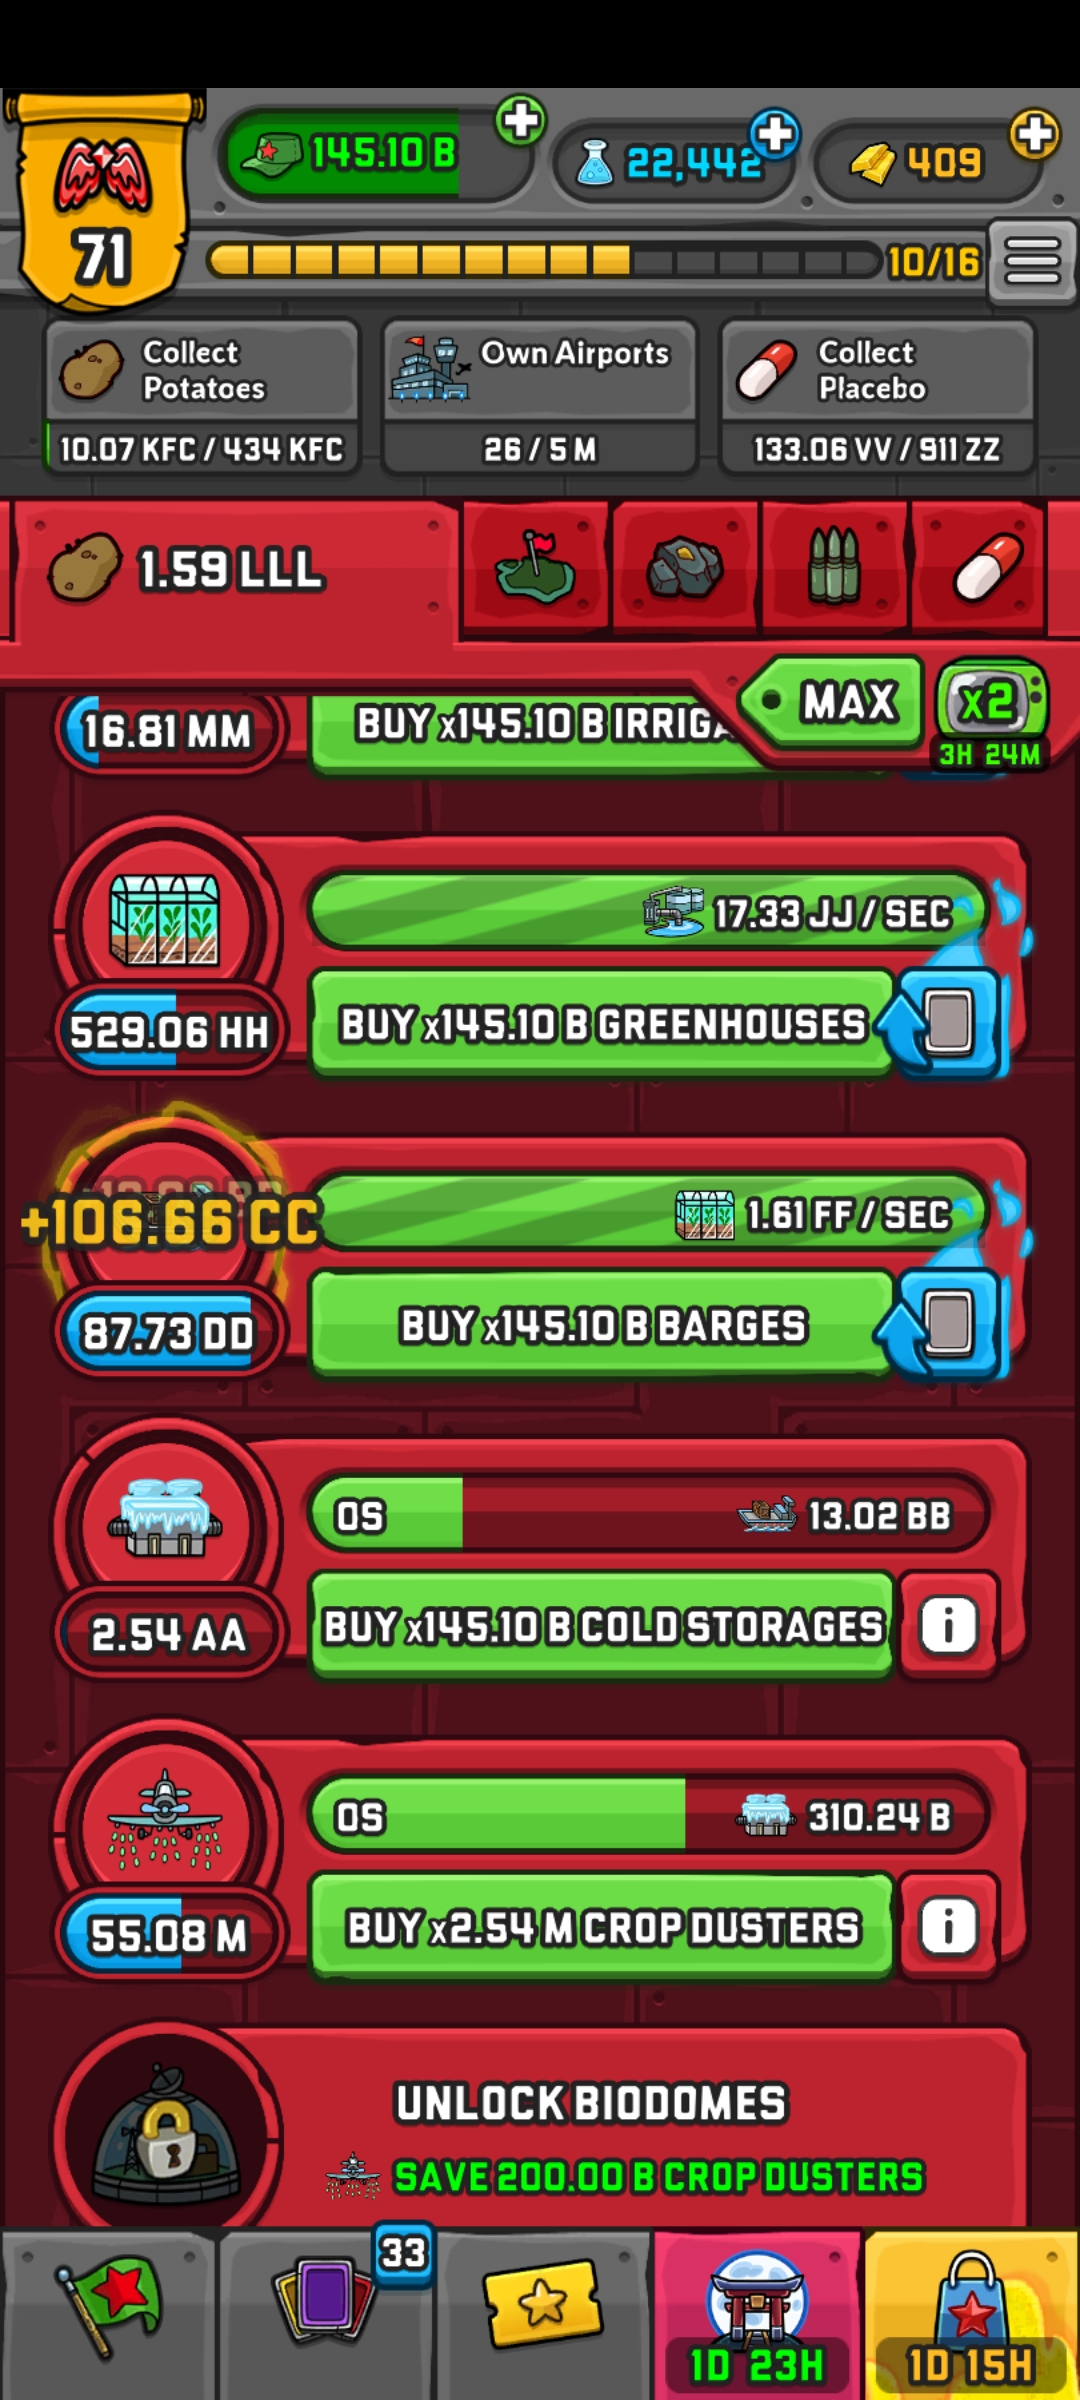 145.10 B
22,442
409
71
10/16
Collect
Potatoes
10.07 KFC / 434 KFC
Own Airports
26 / 5 M
Collect
Placebo
133.06 VV / 911 ZZ
1.59 LLL
MAX
x2
3H 24M
16.81 MM
BUY x145.10 B IRRIGA
17.33 JJ / SEC
529.06 HH
BUY x145.10 B GREENHOUSES
+106.66 CC
1.61 FF / SEC
87.73 DD
BUY x145.10 B BARGES
0S
13.02 BB
2.54 AA
BUY x145.10 B COLD STORAGES
i
0S
310.24 B
55.08 M
BUY x2.54 M CROP DUSTERS
i
UNLOCK BIODOMES
SAVE 200.00 B CROP DUSTERS
33
1D 23H
1D 15H